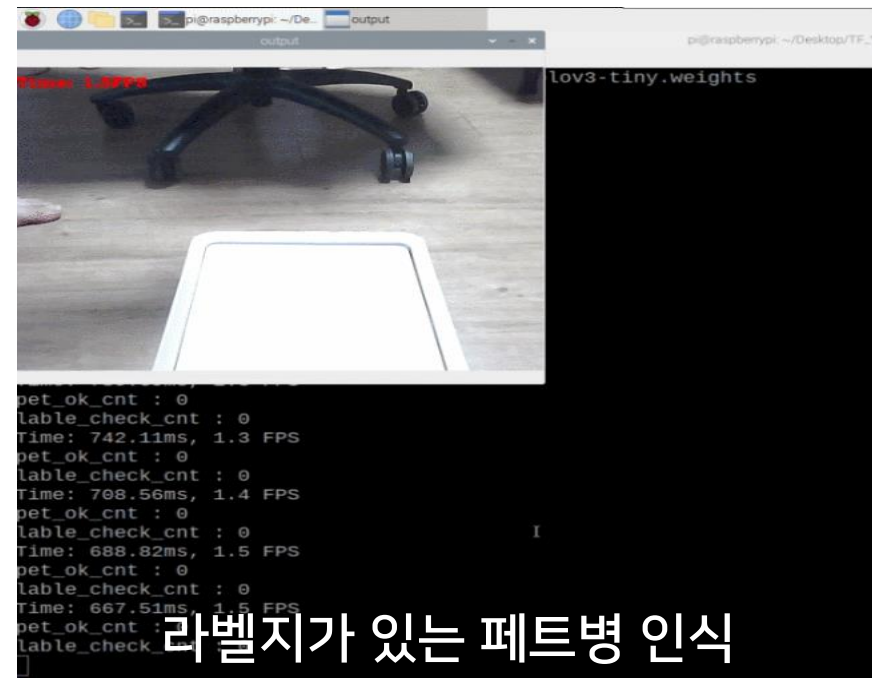 pi@raspberrypi: ~/De... output
output
pi@raspberrypi: ~/Desktop/TF_
lov3-tiny.weights
pet_ok_cnt : 0
lable_check_cnt : 0
Time: 742.11ms, 1.3 FPS
pet_ok_cnt : 0
lable_check_cnt : 0
Time: 708.56ms, 1.4 FPS
pet_ok_cnt : 0
lable_check_cnt : 0
Time: 688.82ms, 1.5 FPS
pet_ok_cnt : 0
lable_check_cnt : 0
Time: 667.51ms, 1.5 FPS
pet_ok_cnt :
lable_check_cnt
라벨지가 있는 페트병 인식